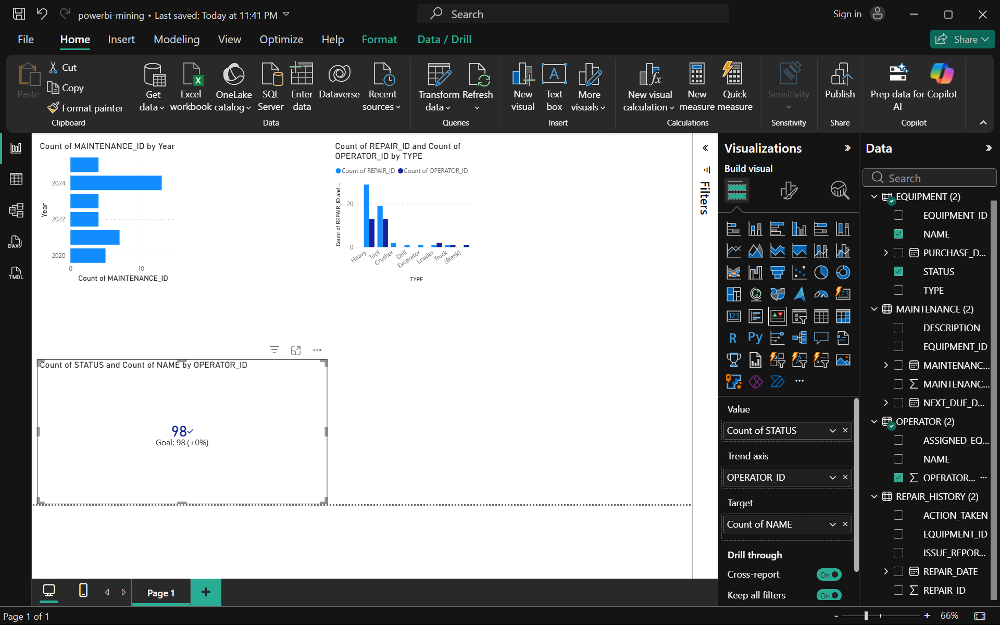 powerbi-mining • Last saved: Today at 11:41 PM
Search
Sign in
File
Home
Insert
Modeling
View
Optimize
Help
Format
Data / Drill
Share
Paste
Cut
Copy
Format painter
Clipboard
Get data
Excel workbook
OneLake catalog
SQL Server
Enter data
Dataverse
Recent sources
Data
Transform data
Refresh
Queries
New visual
Text box
More visuals
Insert
New visual calculation
New measure
Quick measure
Calculations
Sensitivity
Sensitivity
Publish
Share
Prep data for AI
Copilot
Copilot
DAX
TMDL
Count of MAINTENANCE_ID by Year
Year
2024
2022
2020
0
10
Count of MAINTENANCE_ID
Count of REPAIR_ID and Count of
OPERATOR_ID by TYPE
Count of REPAIR_ID
Count of OPERATOR_ID
Count of REPAIR_ID and ...
20
0
Heavy
Tool
Crusher
Drill
Excavator
Loader
Truck
(Blank)
TYPE
Count of STATUS and Count of NAME by OPERATOR_ID
98
Goal: 98 (+0%)
Filters
Visualizations
Build visual
123
123
R
Py
Value
Count of STATUS
Trend axis
OPERATOR_ID
Target
Count of NAME
Drill through
Cross-report
On
Keep all filters
On
Data
Search
EQUIPMENT (2)
EQUIPMENT_ID
NAME
PURCHASE_D...
STATUS
TYPE
MAINTENANCE (2)
DESCRIPTION
EQUIPMENT_ID
MAINTENANC...
MAINTENANC...
NEXT_DUE_D...
OPERATOR (2)
ASSIGNED_EQ...
NAME
OPERATOR...
REPAIR_HISTORY (2)
ACTION_TAKEN
EQUIPMENT_ID
ISSUE_REPOR...
REPAIR_DATE
REPAIR_ID
Page 1
Page 1 of 1
66%